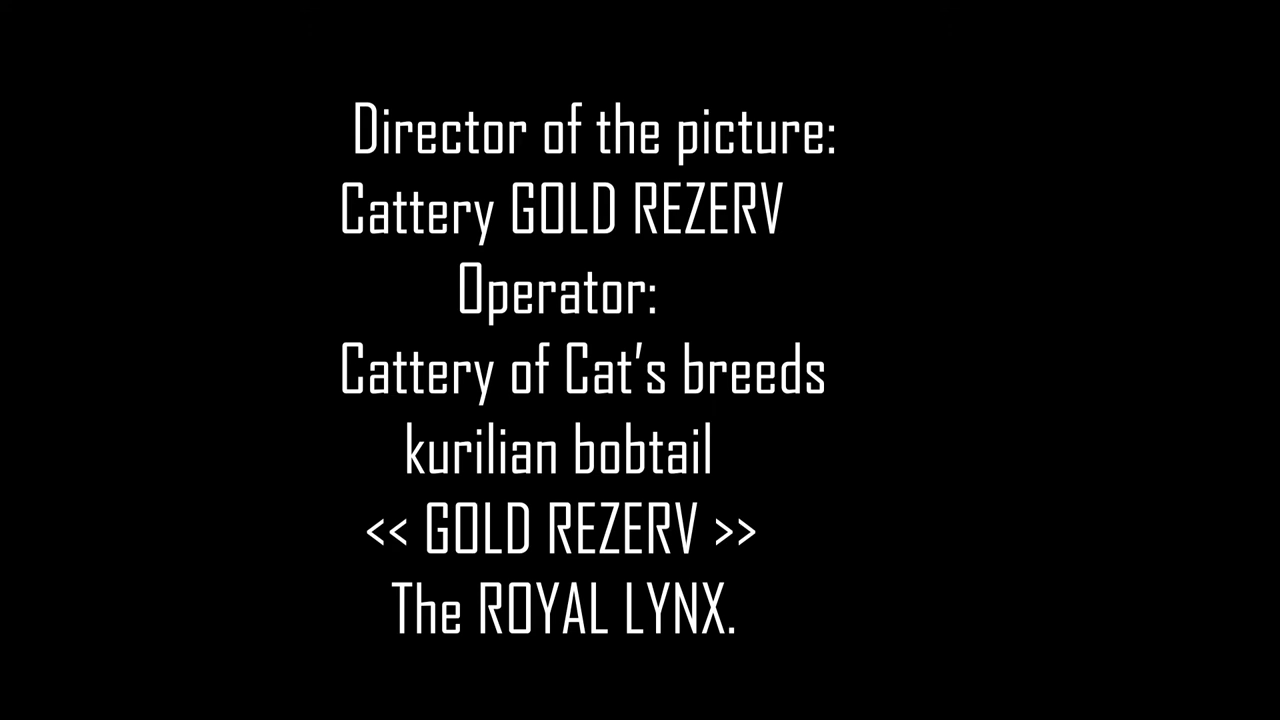 Director of the picture:
Cattery GOLD REZERV
Operator:
Cattery of Cat's breeds
kurilian bobtail
<< GOLD REZERV >>
The ROYAL LYNX.